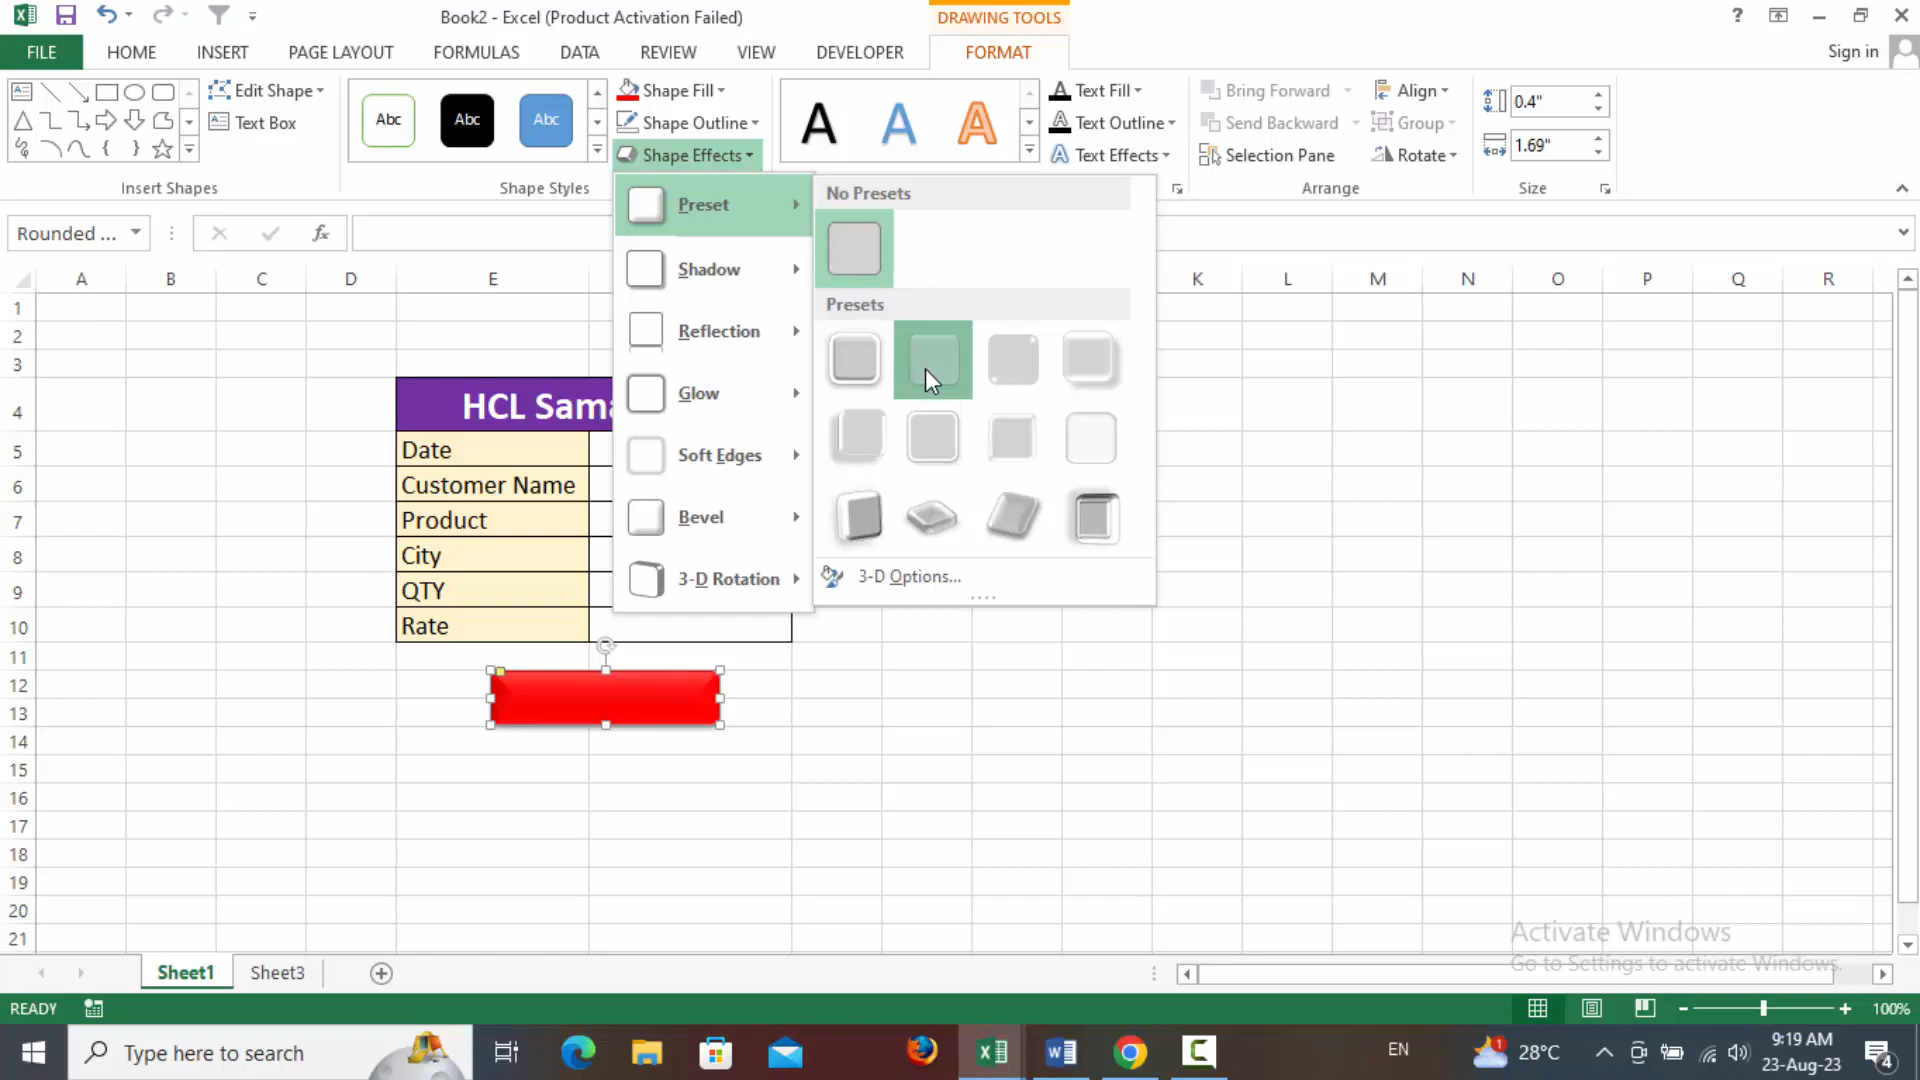 Book2 - Excel (Product Activation Failed)
DRAWING TOOLS
?
FILE
HOME
INSERT
PAGE LAYOUT
FORMULAS
DATA
REVIEW
VIEW
DEVELOPER
FORMAT
Sign in
Edit Shape
Text Box
Insert Shapes
Abc
Abc
Abc
Shape Styles
Shape Fill
Shape Outline
Shape Effects
A
A
A
Text Fill
Text Outline
Text Effects
Bring Forward
Send Backward
Selection Pane
Align
Group
Rotate
Arrange
0.4"
1.69"
Size
Rounded ...
fx
Preset
Shadow
Reflection
Glow
Soft Edges
Bevel
3-D Rotation
No Presets
Presets
3-D Options...
A
B
C
D
E
K
L
M
N
O
P
Q
R
1
2
3
4
5
6
7
8
9
10
11
12
13
14
15
16
17
18
19
20
21
Date
Customer Name
Product
City
QTY
Rate
Activate Windows
Go to Settings to activate Windows.
Sheet1
Sheet3
READY
100%
Type here to search
EN
1
28°C
9:19 AM
23-Aug-23
4